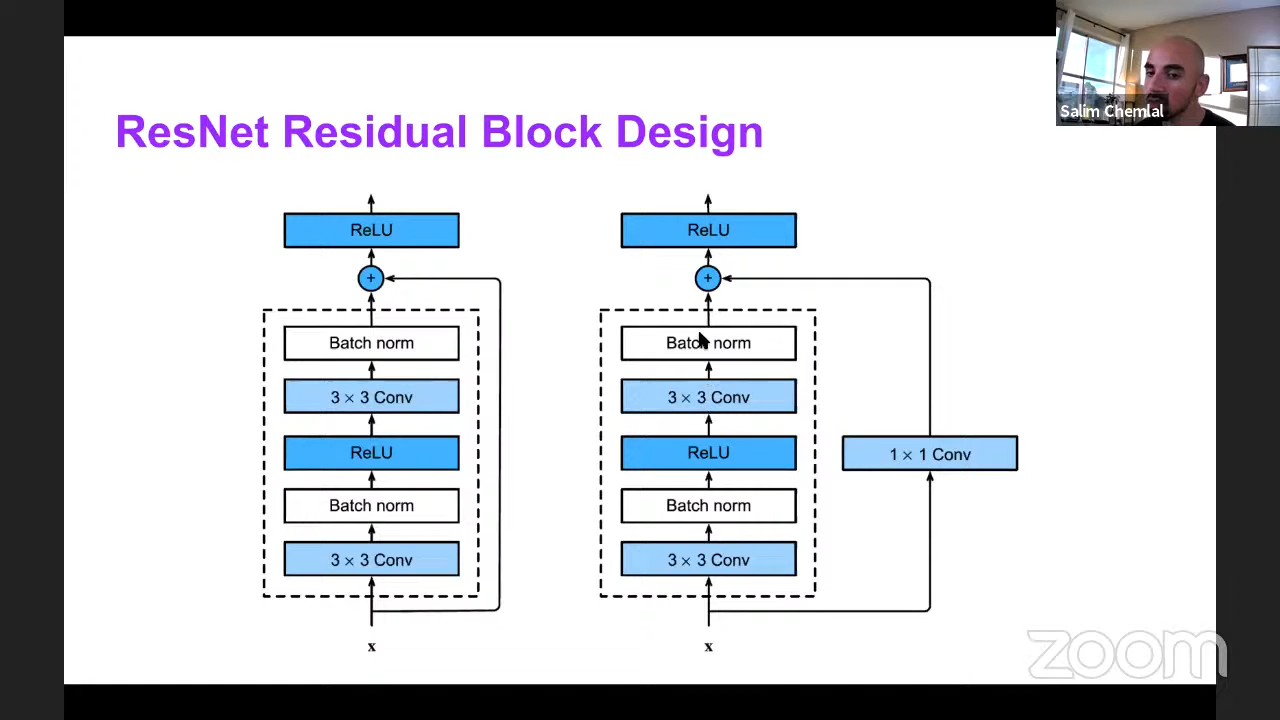 Salim Chemlal
ResNet Residual Block Design
ReLU
+
Batch norm
3 × 3 Conv
ReLU
Batch norm
3 × 3 Conv
x
ReLU
+
Batch norm
3 × 3 Conv
ReLU
Batch norm
3 × 3 Conv
x
1 × 1 Conv
zoom